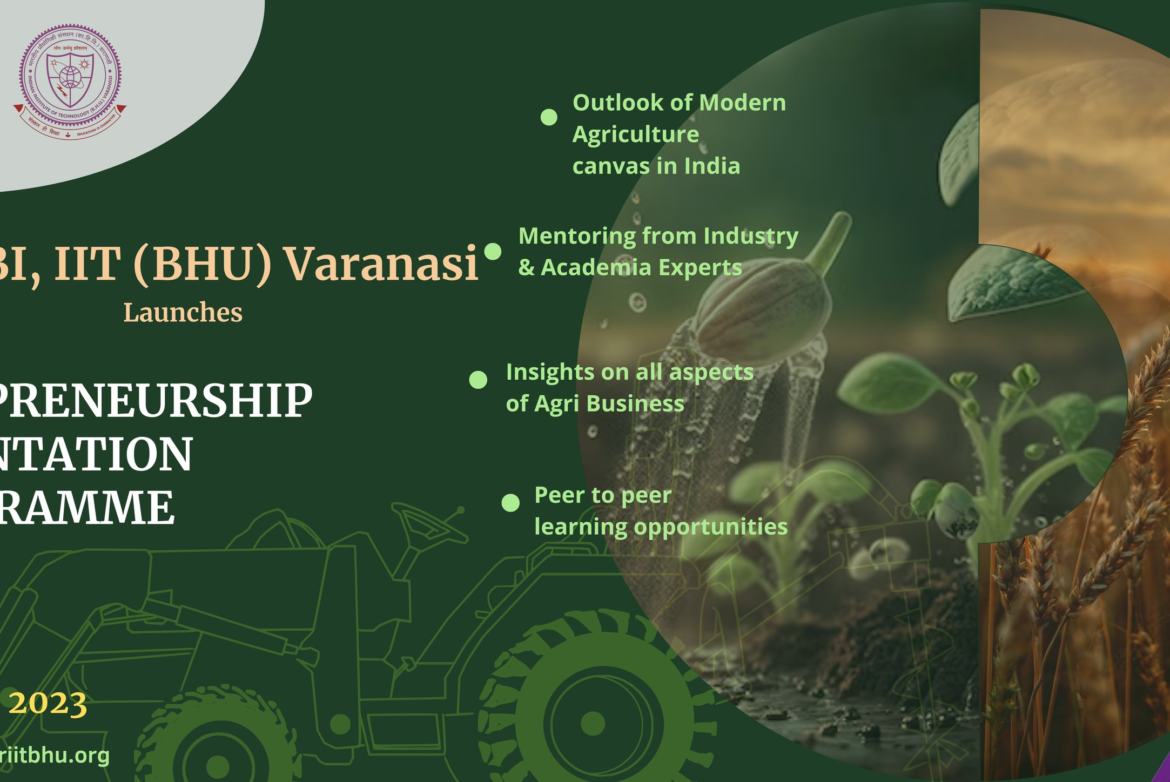 BI, IIT (BHU) Varanasi
Launches
PRENEURSHIP
NTATION
RAMME
2023
riitbhu.org
Outlook of Modern
Agriculture
canvas in India
Mentoring from Industry
& Academia Experts
Insights on all aspects
of Agri Business
Peer to peer
learning opportunities